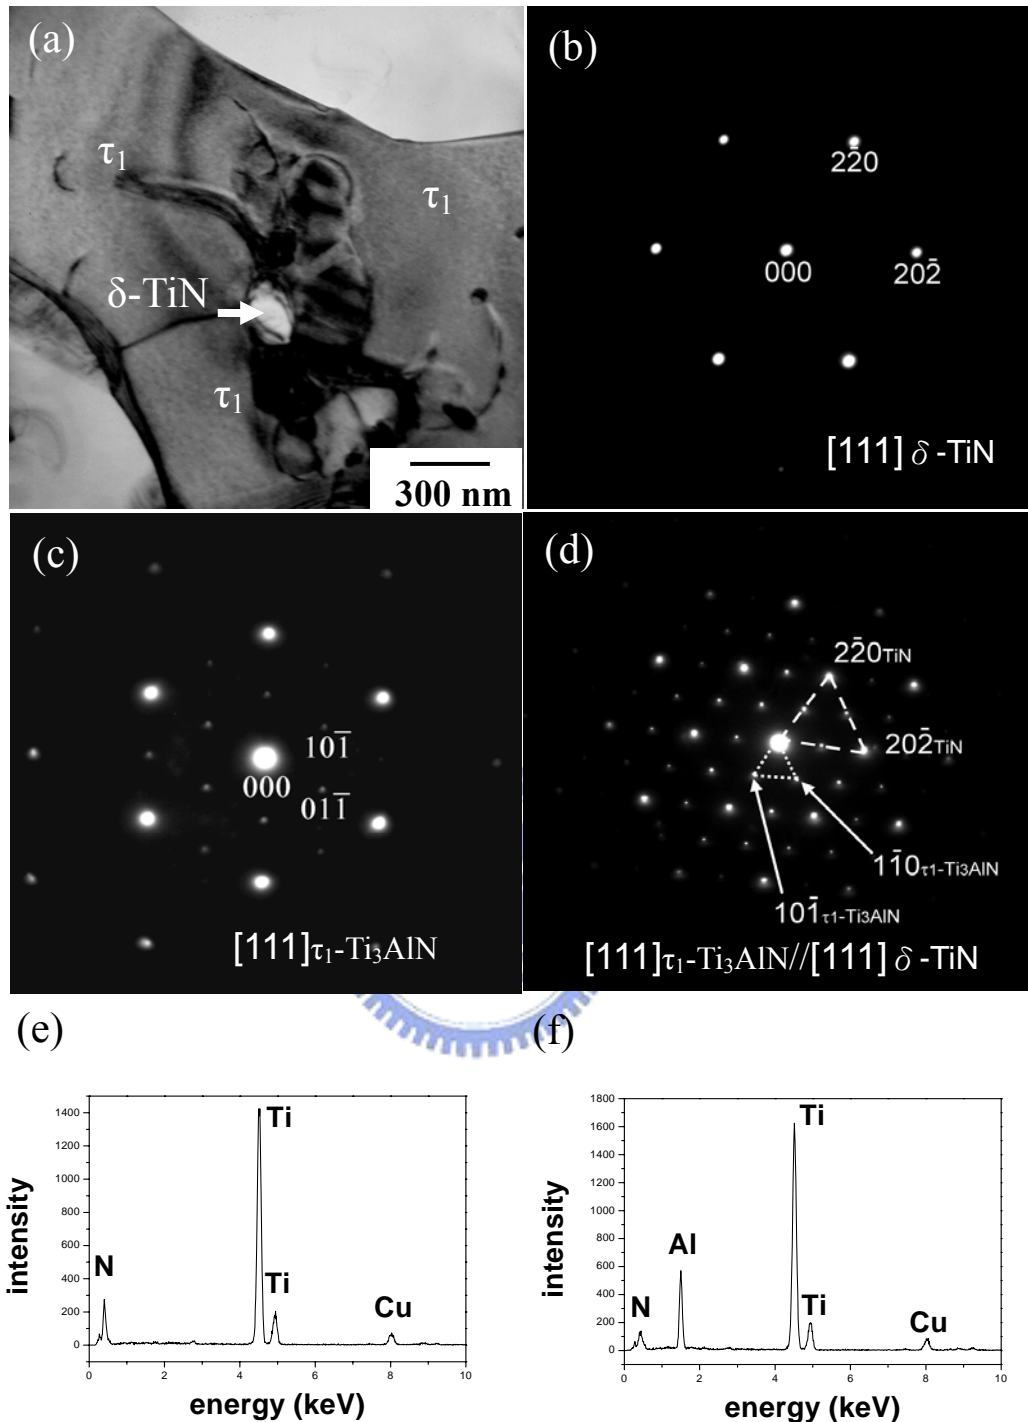 (a)
τ₁
τ₁
δ-TiN
τ₁
300 nm
(b)
22̄0
000
202̄
[111] δ -TiN
(c)
101̄
000
011̄
[111]τ₁-Ti₃AlN
(d)
22̄0TiN
202̄TiN
11̄0τ1-Ti3AlN
101̄τ1-Ti3AlN
[111]τ₁-Ti₃AlN//[111] δ -TiN
(e)
1400
1200
1000
800
600
400
200
0
intensity
N
Ti
Ti
Cu
0 2 4 6 8 10
energy (keV)
(f)
1800
1600
1400
1200
1000
800
600
400
200
0
intensity
N
Al
Ti
Ti
Cu
0 2 4 6 8 10
energy (keV)